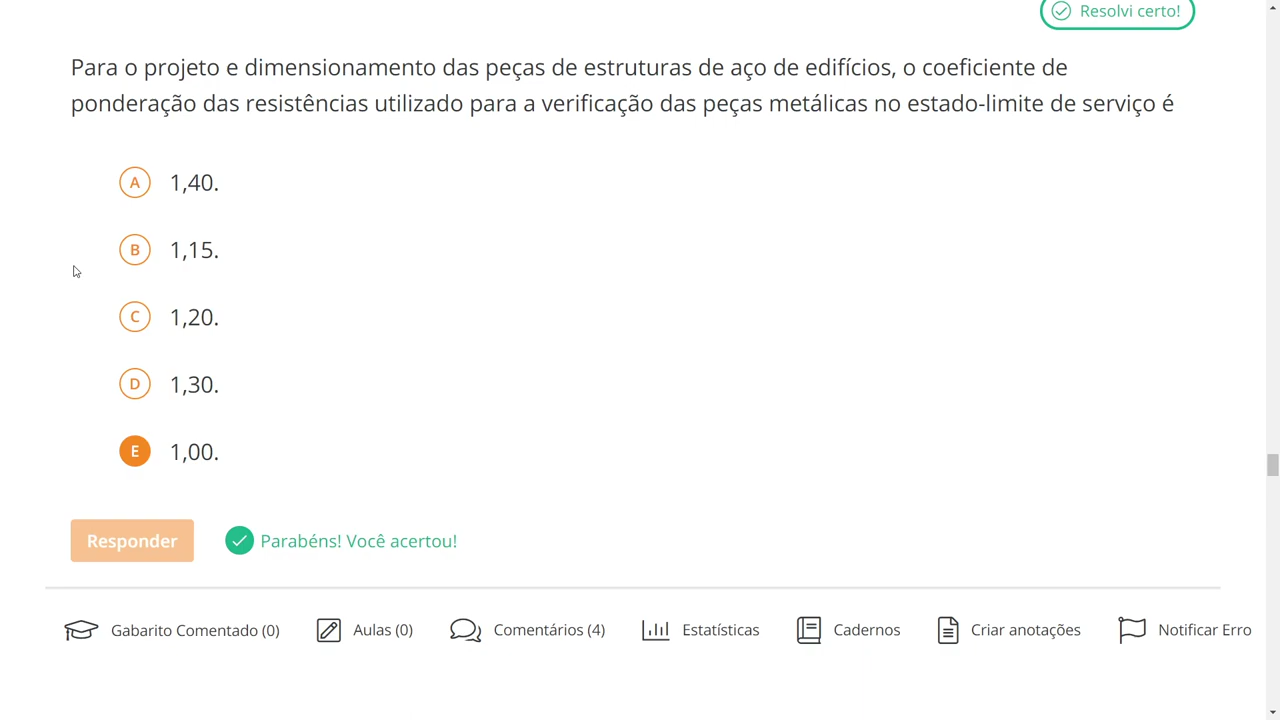 Resolvi certo!
Para o projeto e dimensionamento das peças de estruturas de aço de edifícios, o coeficiente de
ponderação das resistências utilizado para a verificação das peças metálicas no estado-limite de serviço é
A 1,40.
B 1,15.
C 1,20.
D 1,30.
E 1,00.
Responder Parabéns! Você acertou!
Gabarito Comentado (0) Aulas (0) Comentários (4) Estatísticas Cadernos Criar anotações Notificar Erro